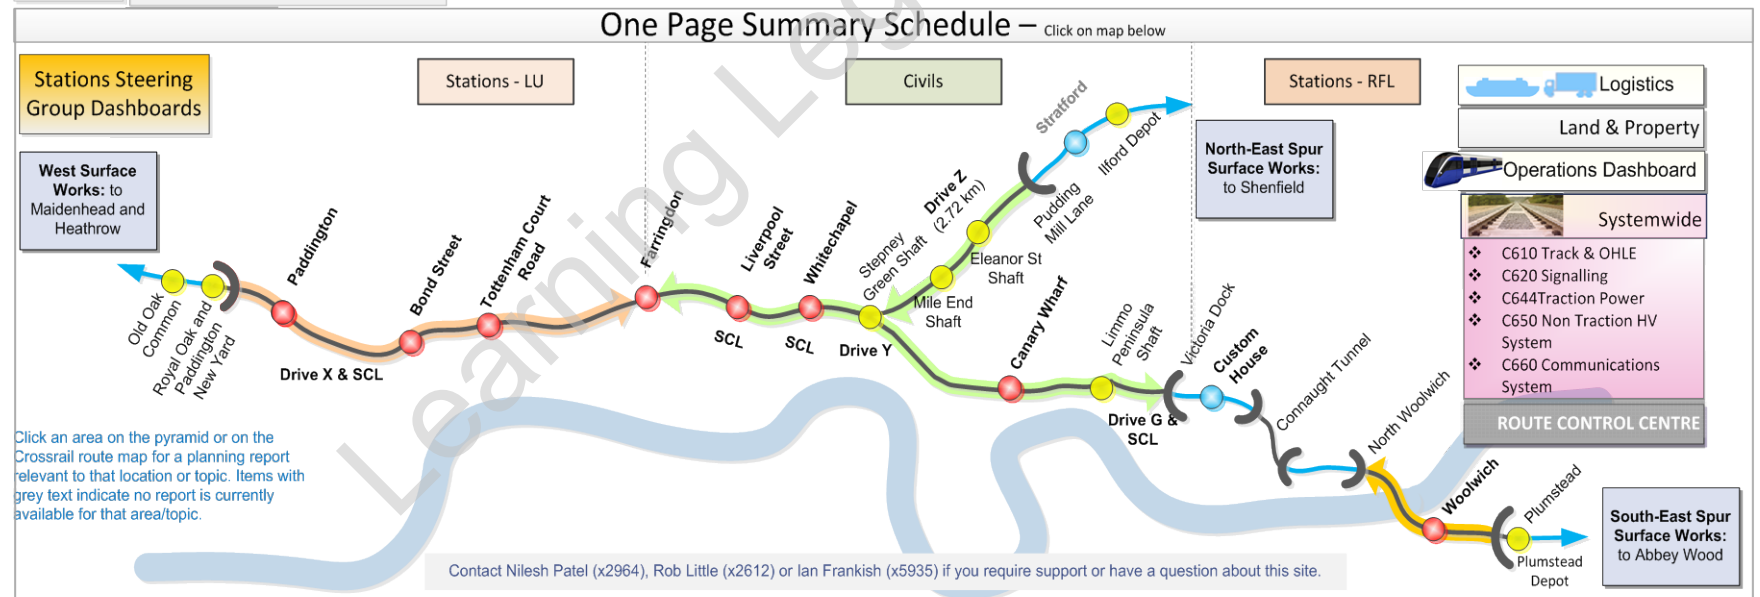 One Page Summary Schedule – Click on map below
Stations Steering
Group Dashboards
Stations - LU
Civils
Stations - RFL
Logistics
Land & Property
Operations Dashboard
Systemwide
❖ C610 Track & OHLE
❖ C620 Signalling
❖ C644Traction Power
❖ C650 Non Traction HV
System
❖ C660 Communications
System
ROUTE CONTROL CENTRE
West Surface
Works: to
Maidenhead and
Heathrow
North-East Spur
Surface Works:
to Shenfield
South-East Spur
Surface Works:
to Abbey Wood
Old Oak
Common
Royal Oak and
Paddington
New Yard
Paddington
Drive X & SCL
Bond Street
Tottenham Court
Road
Farringdon
Liverpool
Street
SCL
Whitechapel
SCL
Stepney
Green Shaft
Drive Y
Mile End
Shaft
Drive Z
(2.72 km)
Eleanor St
Shaft
Pudding
Mill Lane
Stratford
Ilford Depot
Canary Wharf
Limmo
Peninsula
Shaft
Drive G &
SCL
Victoria Dock
Custom
House
Connaught Tunnel
North Woolwich
Woolwich
Plumstead
Plumstead
Depot
Click an area on the pyramid or on the
Crossrail route map for a planning report
relevant to that location or topic. Items with
grey text indicate no report is currently
available for that area/topic.
Contact Nilesh Patel (x2964), Rob Little (x2612) or Ian Frankish (x5935) if you require support or have a question about this site.
Learning Leg